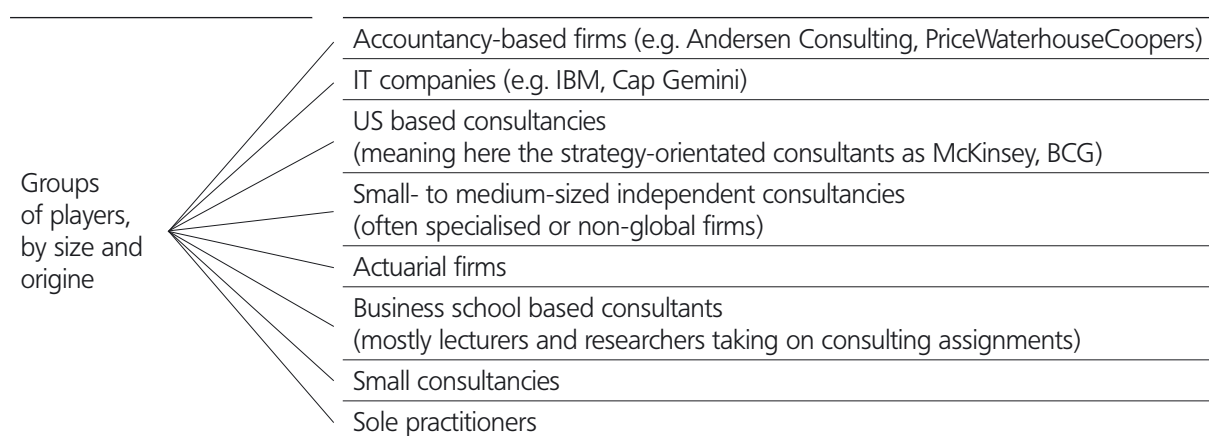 Groups
of players,
by size and
origine
Accountancy-based firms (e.g. Andersen Consulting, PriceWaterhouseCoopers)
IT companies (e.g. IBM, Cap Gemini)
US based consultancies
(meaning here the strategy-orientated consultants as McKinsey, BCG)
Small- to medium-sized independent consultancies
(often specialised or non-global firms)
Actuarial firms
Business school based consultants
(mostly lecturers and researchers taking on consulting assignments)
Small consultancies
Sole practitioners